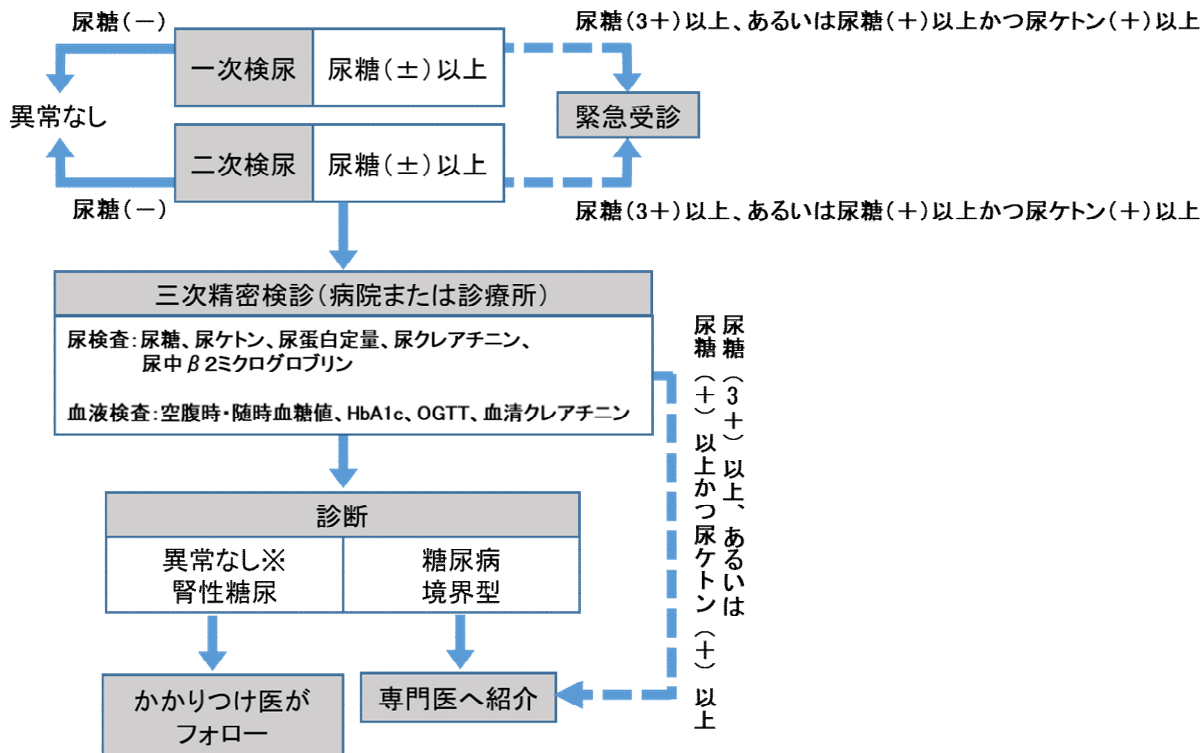 尿糖(－)
尿糖(3＋)以上、あるいは尿糖(＋)以上かつ尿ケトン(＋)以上
一次検尿
尿糖(±)以上
異常なし
緊急受診
二次検尿
尿糖(±)以上
尿糖(－)
尿糖(3＋)以上、あるいは尿糖(＋)以上かつ尿ケトン(＋)以上
三次精密検診(病院または診療所)
尿検査：尿糖、尿ケトン、尿蛋白定量、尿クレアチニン、
尿中β2ミクログロブリン
血液検査：空腹時・随時血糖値、HbA1c、OGTT、血清クレアチニン
尿糖(3＋)以上、あるいは
尿糖(＋)以上かつ尿ケトン(＋)以上
診断
異常なし※
腎性糖尿
糖尿病
境界型
かかりつけ医が
フォロー
専門医へ紹介